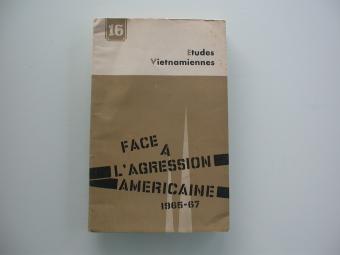 16
Etudes
Vietnamiennes
FACE
A
L'AGRESSION
AMERICAINE
1965-67